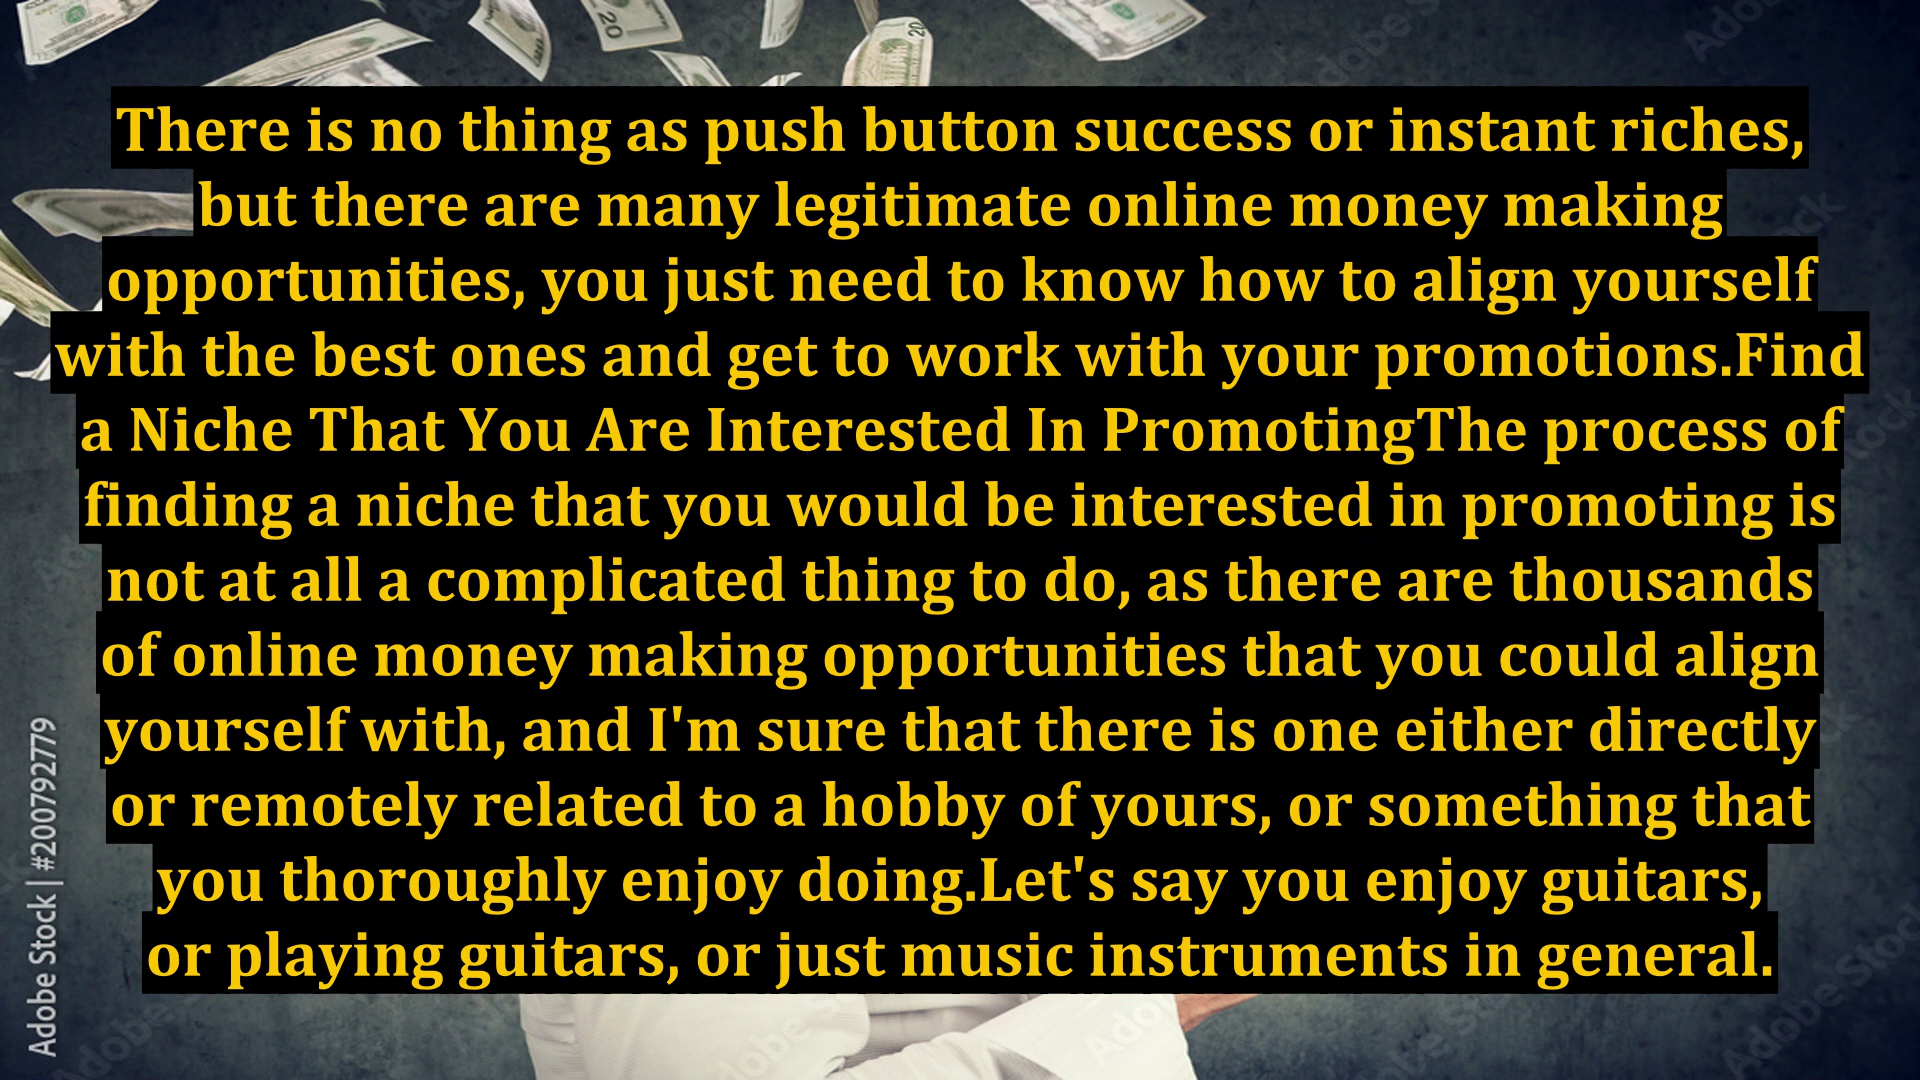 There is no thing as push button success or instant riches,
but there are many legitimate online money making
opportunities, you just need to know how to align yourself
with the best ones and get to work with your promotions.Find
a Niche That You Are Interested In PromotingThe process of
finding a niche that you would be interested in promoting is
not at all a complicated thing to do, as there are thousands
of online money making opportunities that you could align
yourself with, and I'm sure that there is one either directly
or remotely related to a hobby of yours, or something that
you thoroughly enjoy doing.Let's say you enjoy guitars,
or playing guitars, or just music instruments in general.
Adobe Stock | #200792779